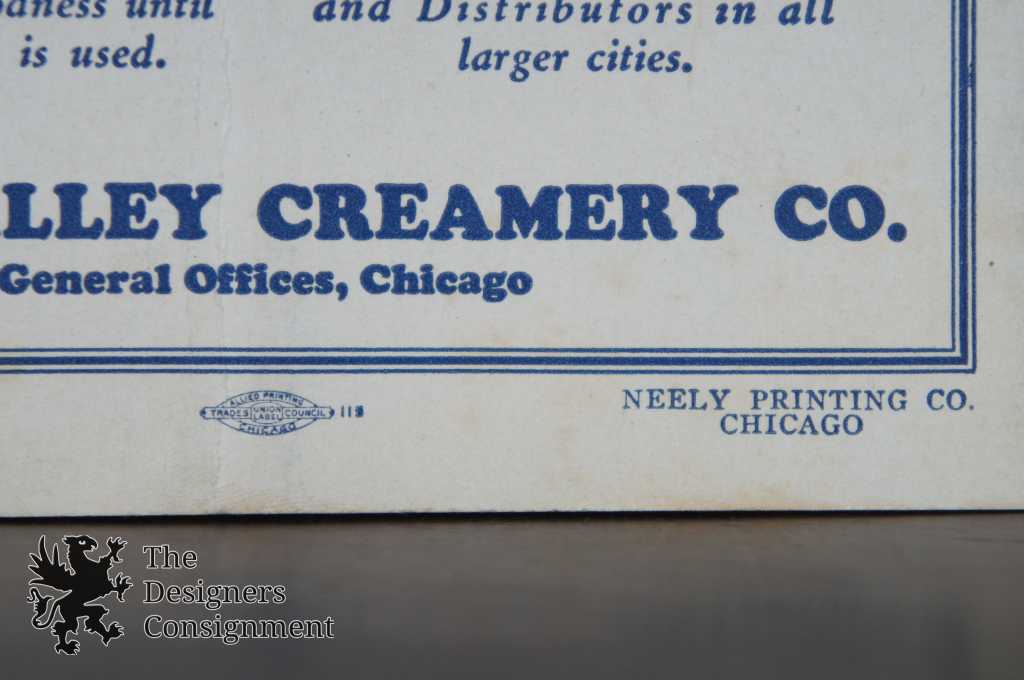 until
and Distributors in all
is used.
larger cities.
LLEY CREAMERY CO.
General Offices, Chicago
ALLIED PRINTING
TRADES UNION LABEL COUNCIL
CHICAGO
NEELY PRINTING CO.
CHICAGO
The
Designers
Consignment